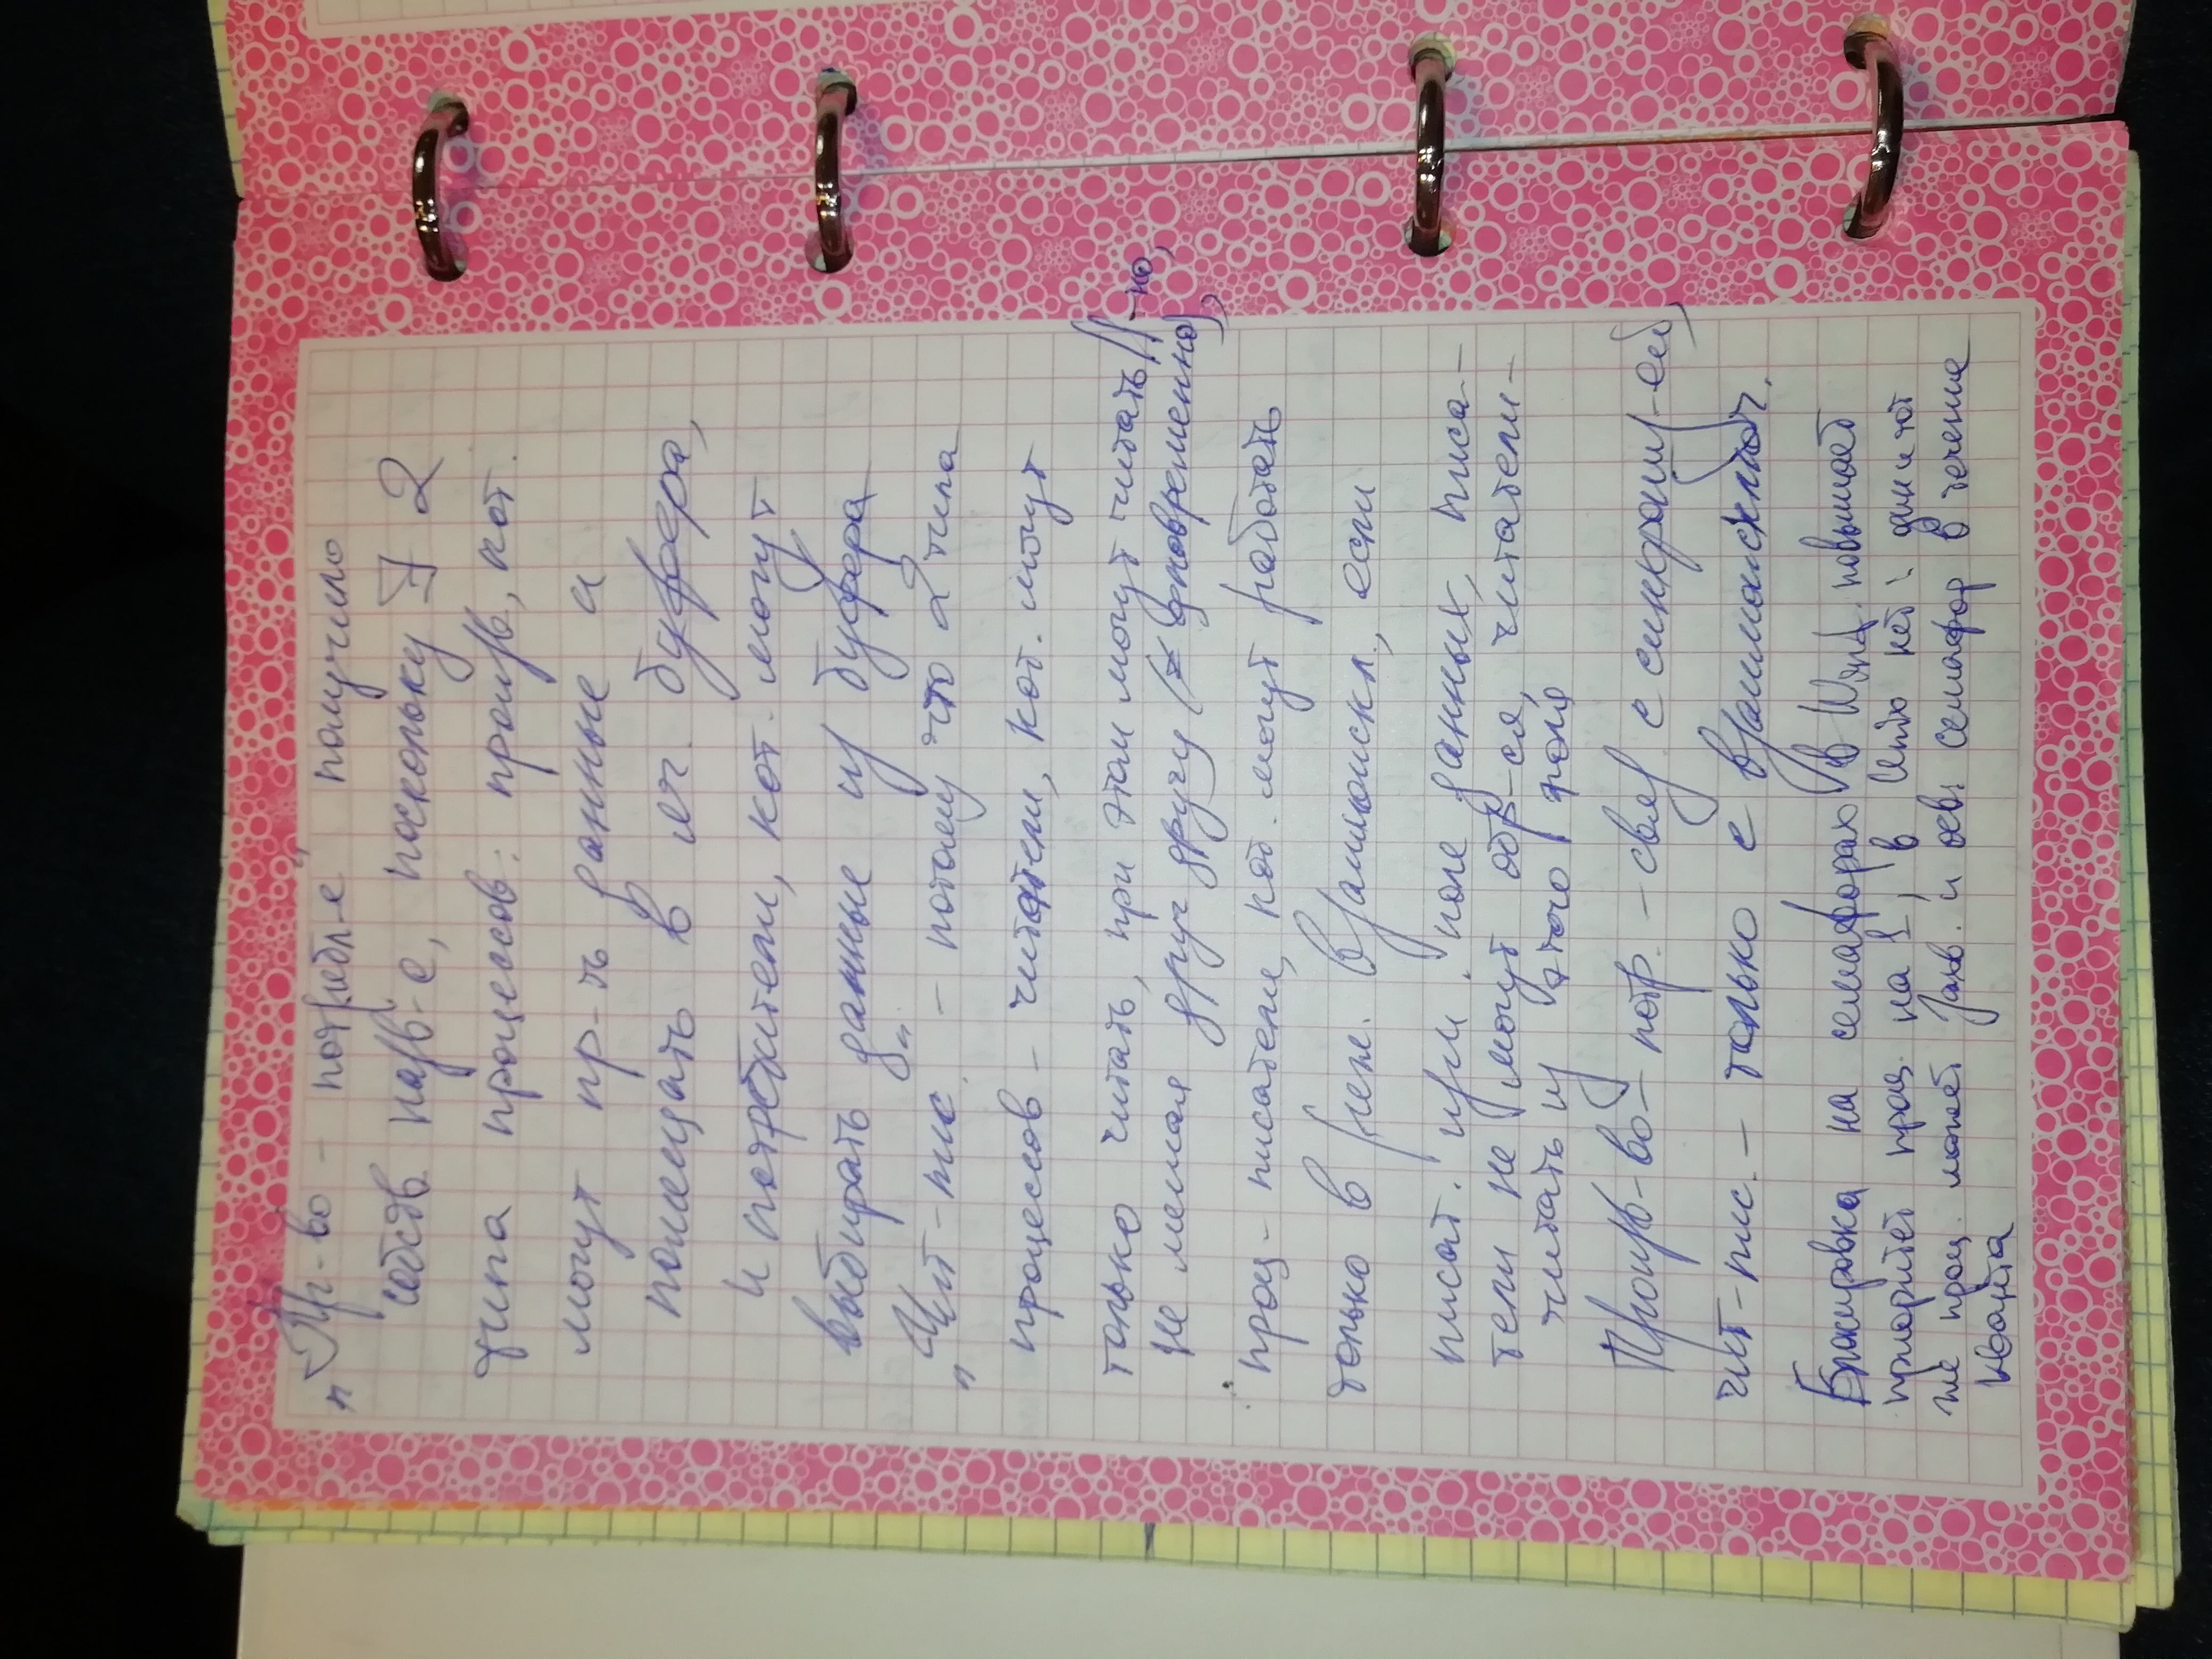 „Пр-во - потребл-е“ получило
собств. назв-е, поскольку ∃ 2
типа процессов: произв, кот.
могут пр-ть данные и
помещать в яч. буфера,
и потребители, кот. могут
выбирать данные из буфера
„Чит-пис.“ - потому что 2 типа
процессов - читатели, кот. могут
только читать, при этом могут читать ||-но,
не мешая друг другу (≠ одновременно),
проц-писатели, кот. могут работать
только в реж. взаимоискл., если
писат. изм. поле данных, писа-
тели не могут обр-ся, читатели -
читать из этого поля
Произв-во - потр. - связ. с синхрониз-ей,
чит-пис. - только с взаимоисключ.
Блокировка на семафорах в Wind. повышает
приоритет проц. на 1, в Unix нет: один и тот
же проц. может захв. и осв. семафор в течение
кванта